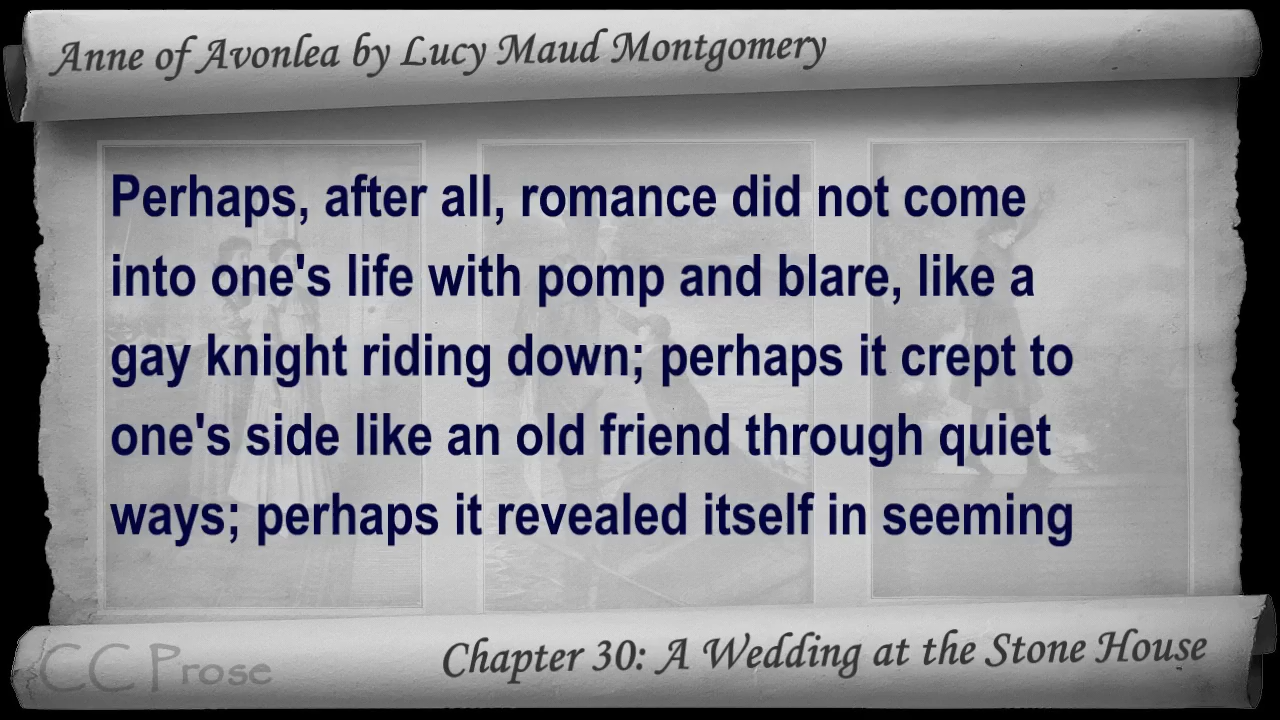 Anne of Avonlea by Lucy Maud Montgomery
Perhaps, after all, romance did not come
into one's life with pomp and blare, like a
gay knight riding down; perhaps it crept to
one's side like an old friend through quiet
ways; perhaps it revealed itself in seeming
Chapter 30: A Wedding at the Stone House
CC Prose